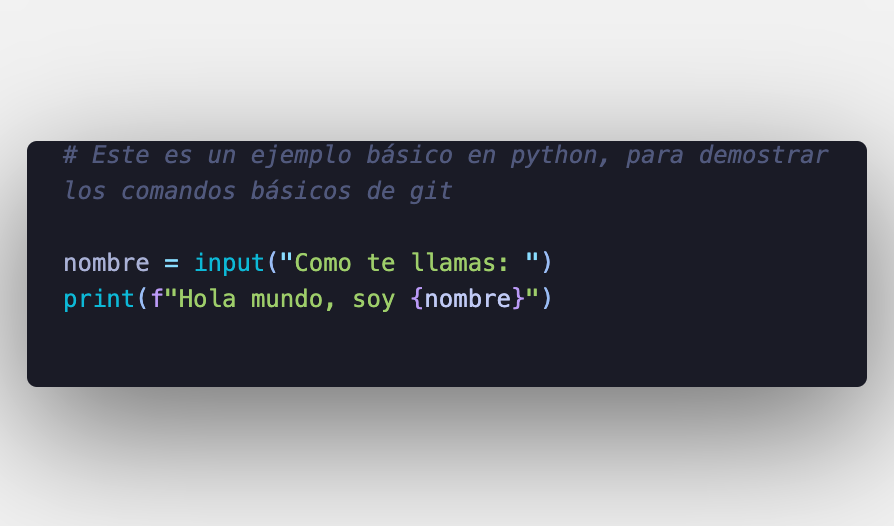 # Este es un ejemplo básico en python, para demostrar
los comandos básicos de git
nombre = input("Como te llamas: ")
print(f"Hola mundo, soy {nombre}")